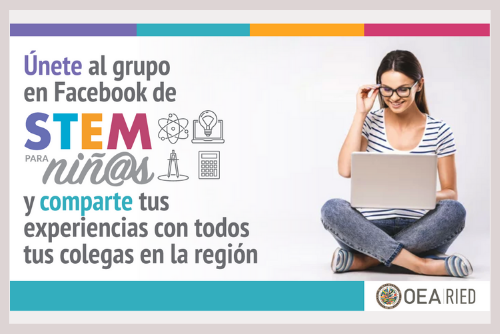 Únete al grupo
en Facebook de
STEM
PARA niñ@s
y comparte tus
experiencias con todos
tus colegas en la región
OEA|RIED